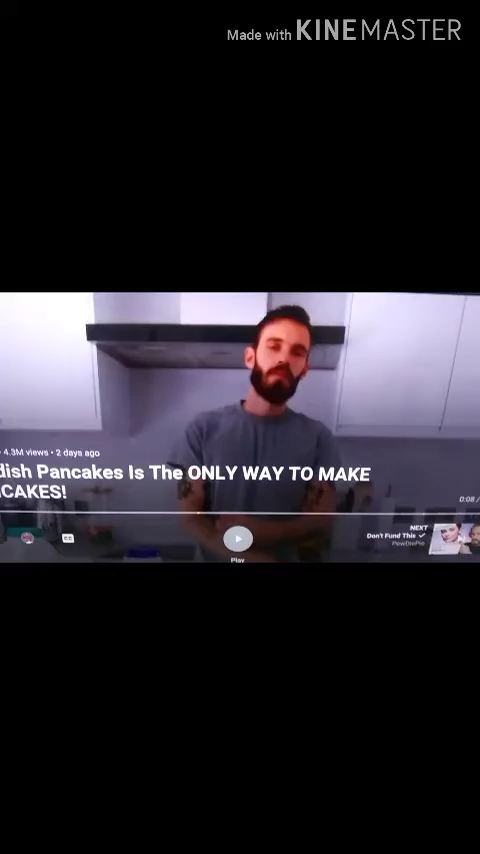 Made with KINEMASTER
4.3M views • 2 days ago
dish Pancakes Is The ONLY WAY TO MAKE
CAKES!
0:08 /
CC
NEXT
Don't Fund This ✓
PewDiePie
Play